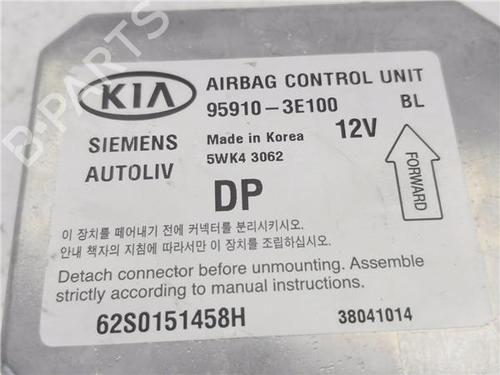 KIA
AIRBAG CONTROL UNIT
95910-3E100 BL
SIEMENS
AUTOLIV
Made in Korea
5WK4 3062
12V
FORWARD
DP
이 장치를 떼어내기 전에 커넥터를 분리시키시오.
안내 책자의 지침에 따라서만 이 장치를 조립하십시오.
Detach connector before unmounting. Assemble
strictly according to manual instructions.
62S0151458H 38041014
B-PARTS